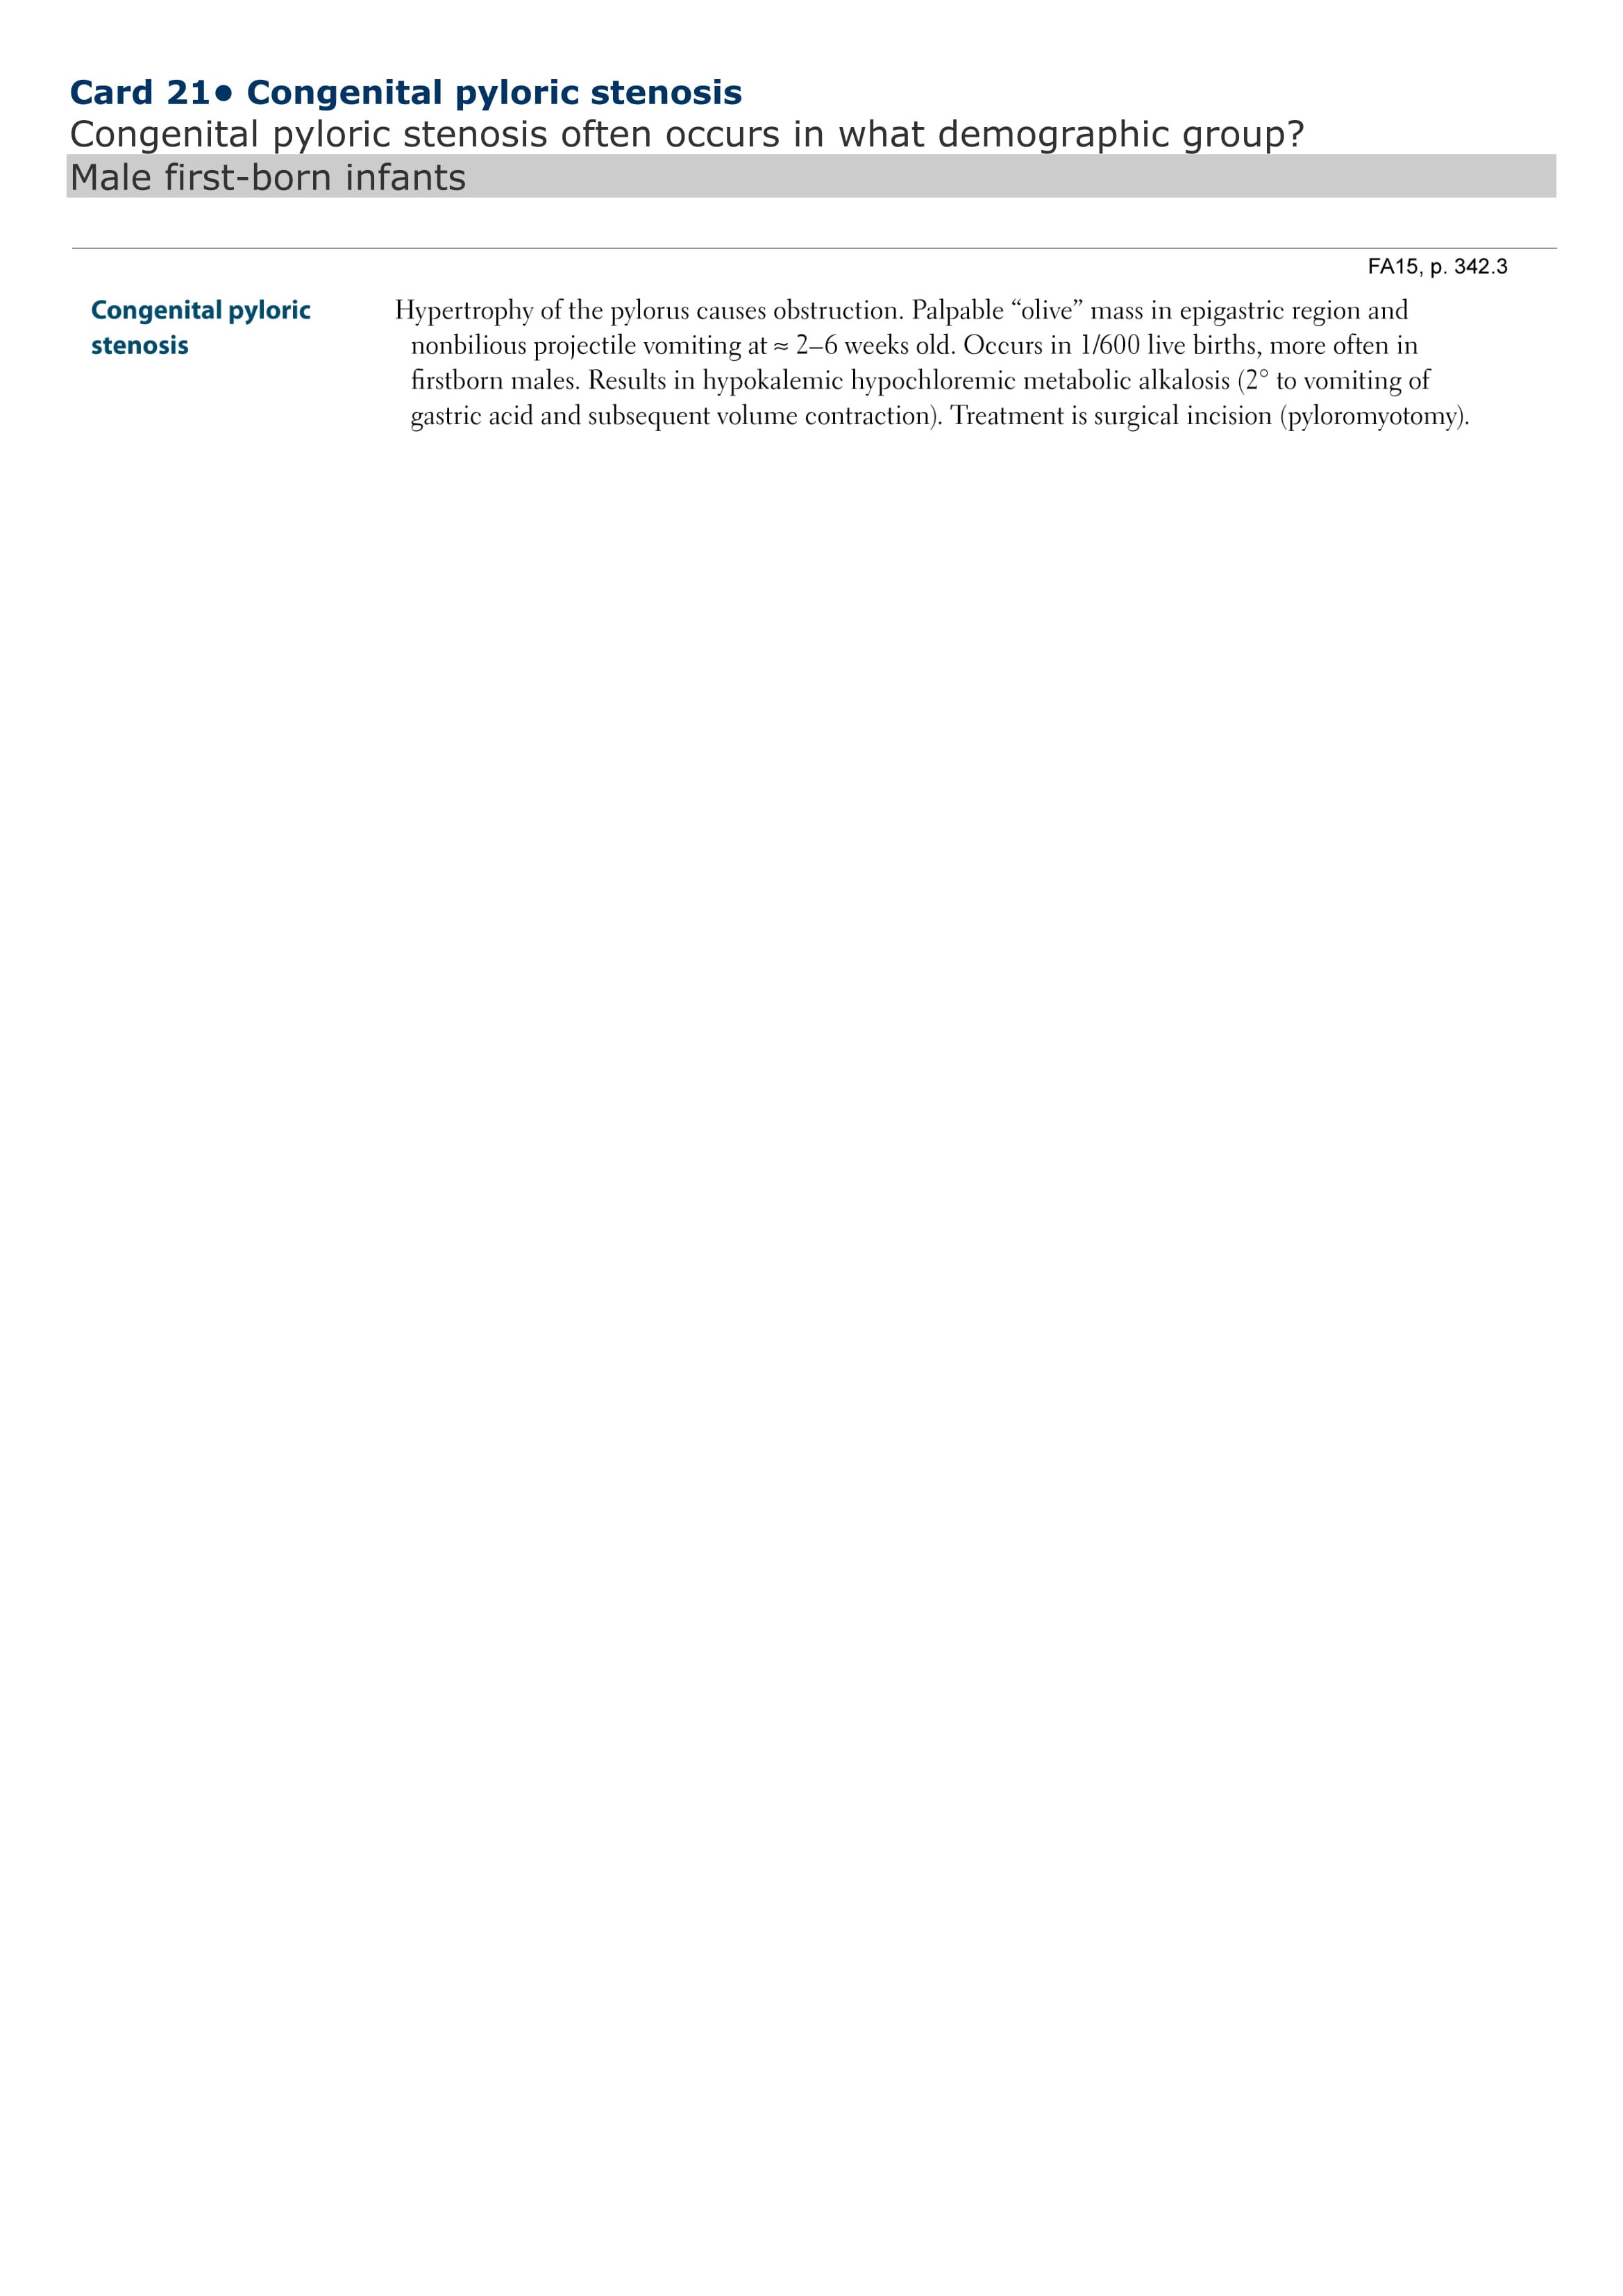 Card 21● Congenital pyloric stenosis
Congenital pyloric stenosis often occurs in what demographic group?
Male first-born infants
FA15, p. 342.3
Congenital pyloric
stenosis
Hypertrophy of the pylorus causes obstruction. Palpable “olive” mass in epigastric region and
nonbilious projectile vomiting at ≈ 2–6 weeks old. Occurs in 1/600 live births, more often in
firstborn males. Results in hypokalemic hypochloremic metabolic alkalosis (2° to vomiting of
gastric acid and subsequent volume contraction). Treatment is surgical incision (pyloromyotomy).